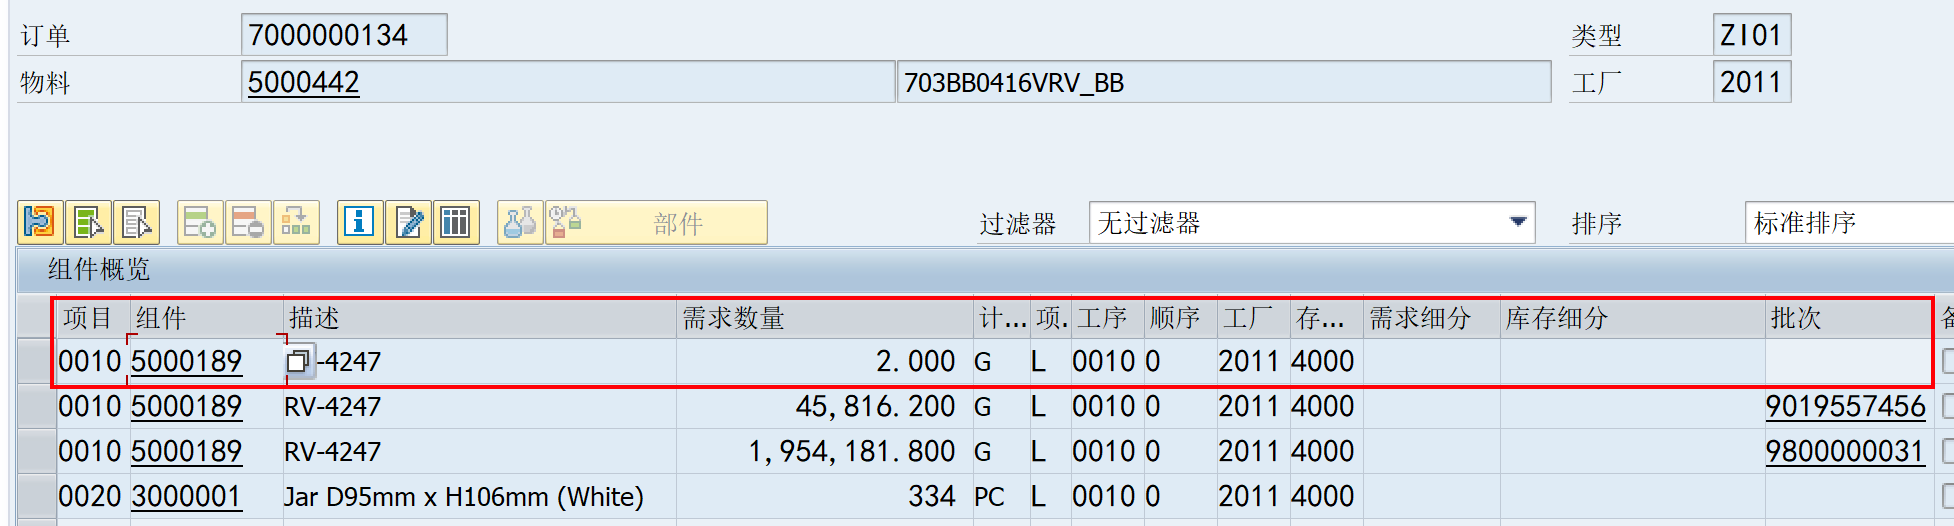 订单 7000000134 类型 ZI01
物料 5000442 703BB0416VRV_BB 工厂 2011
部件 过滤器 无过滤器 排序 标准排序
组件概览
项目 组件 描述 需求数量 计... 项. 工序 顺序 工厂 存... 需求细分 库存细分 批次
0010 5000189 -4247 2.000 G L 0010 0 2011 4000
0010 5000189 RV-4247 45,816.200 G L 0010 0 2011 4000 9019557456
0010 5000189 RV-4247 1,954,181.800 G L 0010 0 2011 4000 9800000031
0020 3000001 Jar D95mm x H106mm (White) 334 PC L 0010 0 2011 4000